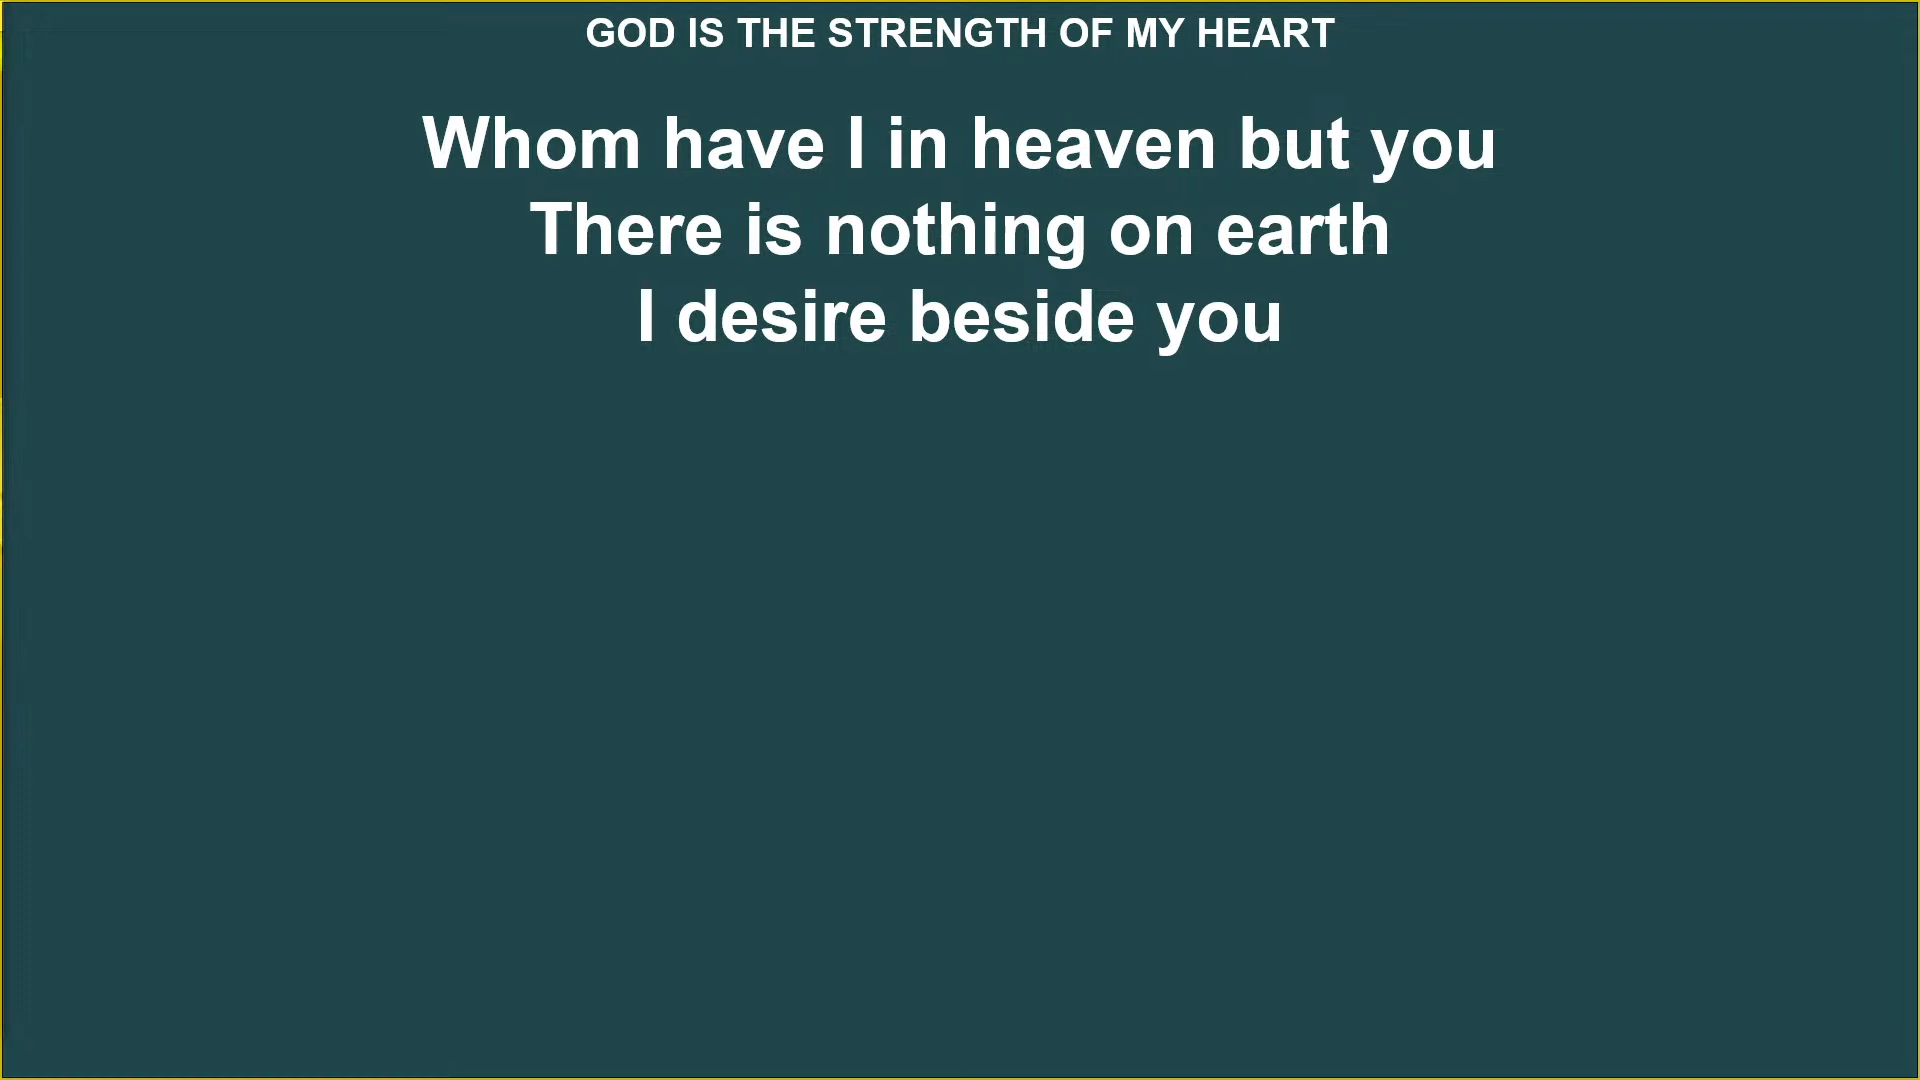 GOD IS THE STRENGTH OF MY HEART
Whom have I in heaven but you
There is nothing on earth
I desire beside you